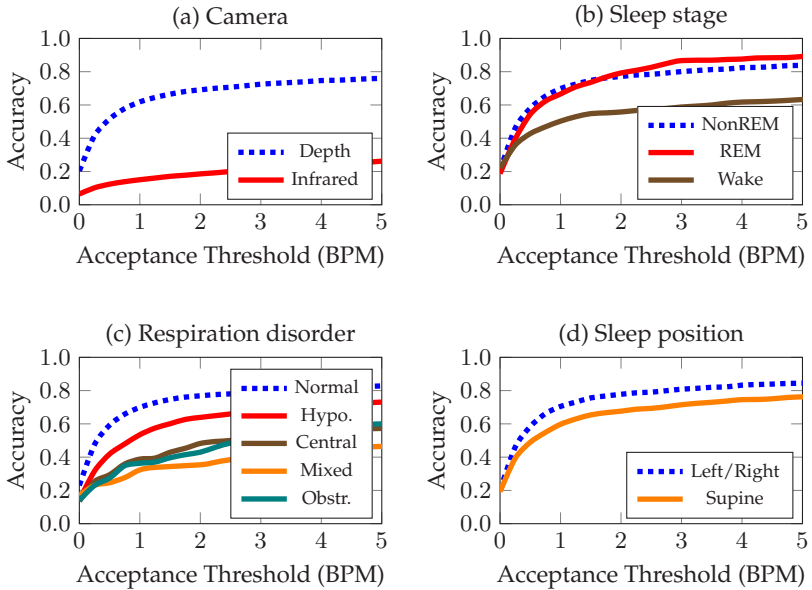 (a) Camera
1.0
0.8
0.6
0.4
0.2
0.0
Accuracy
Depth
Infrared
0 1 2 3 4 5
Acceptance Threshold (BPM)
(b) Sleep stage
1.0
0.8
0.6
0.4
0.2
0.0
Accuracy
NonREM
REM
Wake
0 1 2 3 4 5
Acceptance Threshold (BPM)
(c) Respiration disorder
1.0
0.8
0.6
0.4
0.2
0.0
Accuracy
Normal
Hypo.
Central
Mixed
Obstr.
0 1 2 3 4 5
Acceptance Threshold (BPM)
(d) Sleep position
1.0
0.8
0.6
0.4
0.2
0.0
Accuracy
Left/Right
Supine
0 1 2 3 4 5
Acceptance Threshold (BPM)